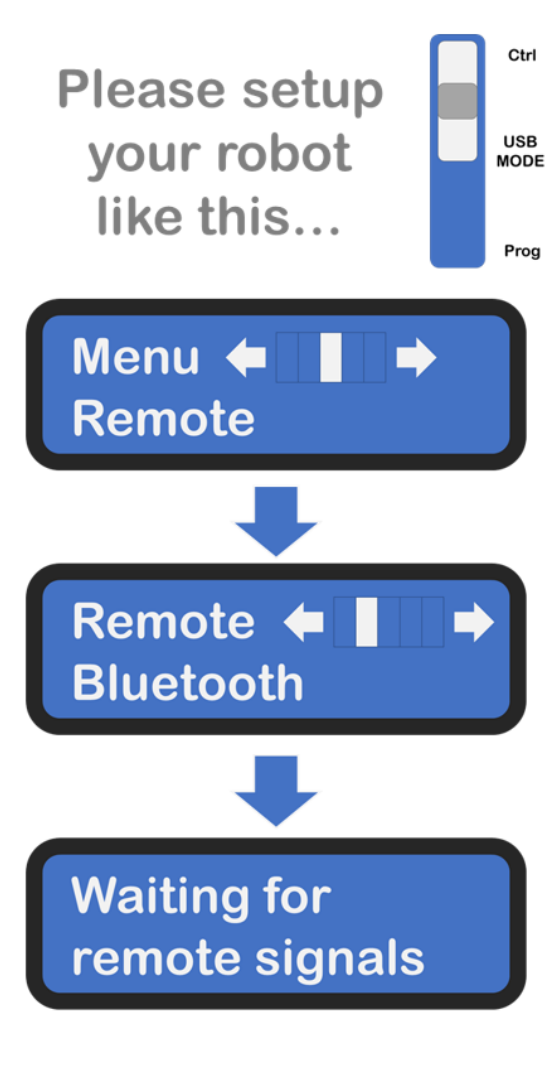 Please setup
your robot
like this...
Ctrl
USB
MODE
Prog
Menu
Remote
Remote
Bluetooth
Waiting for
remote signals